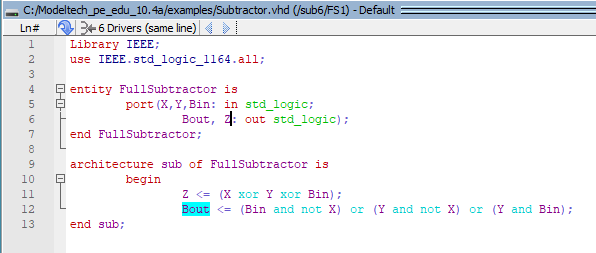 C:/Modeltech_pe_edu_10.4a/examples/Subtractor.vhd (/sub6/FS1) - Default
Ln# 6 Drivers (same line)
1 Library IEEE;
2 use IEEE.std_logic_1164.all;
3
4 entity FullSubtractor is
5 port(X,Y,Bin: in std_logic;
6 Bout, Z: out std_logic);
7 end FullSubtractor;
8
9 architecture sub of FullSubtractor is
10 begin
11 Z <= (X xor Y xor Bin);
12 Bout <= (Bin and not X) or (Y and not X) or (Y and Bin);
13 end sub;